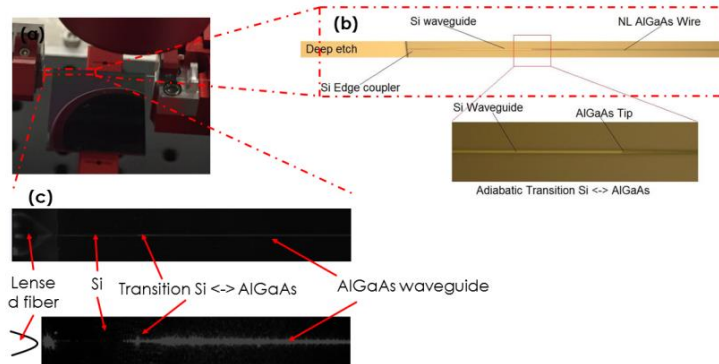 (a)
(b)
Si waveguide
NL AlGaAs Wire
Deep etch
Si Edge coupler
Si Waveguide
AlGaAs Tip
Adiabatic Transition Si <-> AlGaAs
(c)
Lense
d fiber
Si
Transition Si <-> AlGaAs
AlGaAs waveguide